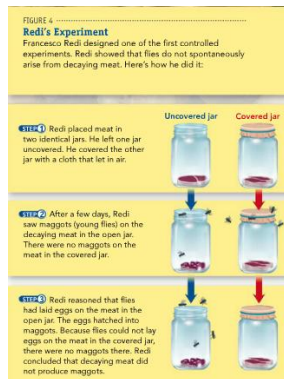 FIGURE 4
Redi's Experiment
Francesco Redi designed one of the first controlled
experiments. Redi showed that flies do not spontaneously
arise from decaying meat. Here's how he did it:
Uncovered jar
Covered jar
STEP 1 Redi placed meat in
two identical jars. He left one jar
uncovered. He covered the other
jar with a cloth that let in air.
STEP 2 After a few days, Redi
saw maggots (young flies) on the
decaying meat in the open jar.
There were no maggots on the
meat in the covered jar.
STEP 3 Redi reasoned that flies
had laid eggs on the meat in the
open jar. The eggs hatched into
maggots. Because flies could not lay
eggs on the meat in the covered jar,
there were no maggots there. Redi
concluded that decaying meat did
not produce maggots.